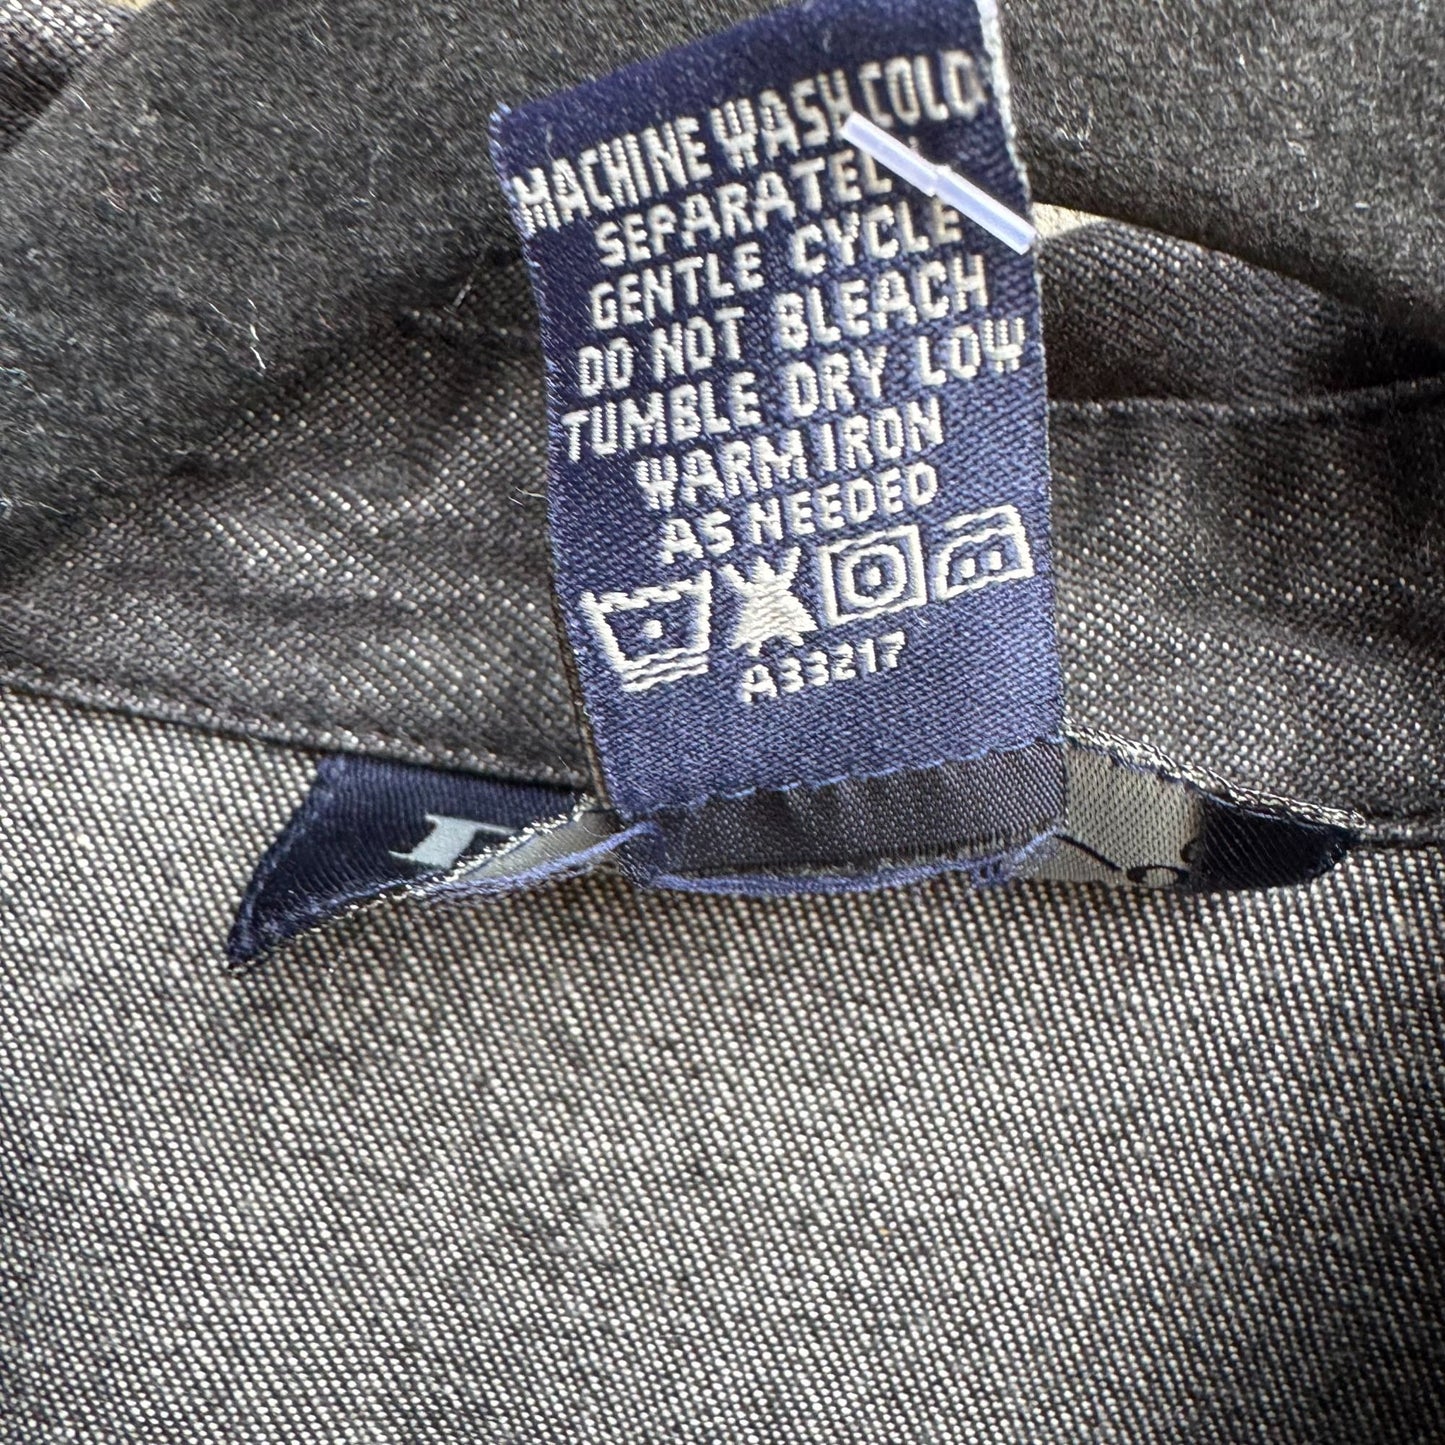 MACHINE WASH COLD
SEPARATELY
GENTLE CYCLE
DO NOT BLEACH
TUMBLE DRY LOW
WARM IRON
AS NEEDED
A33217